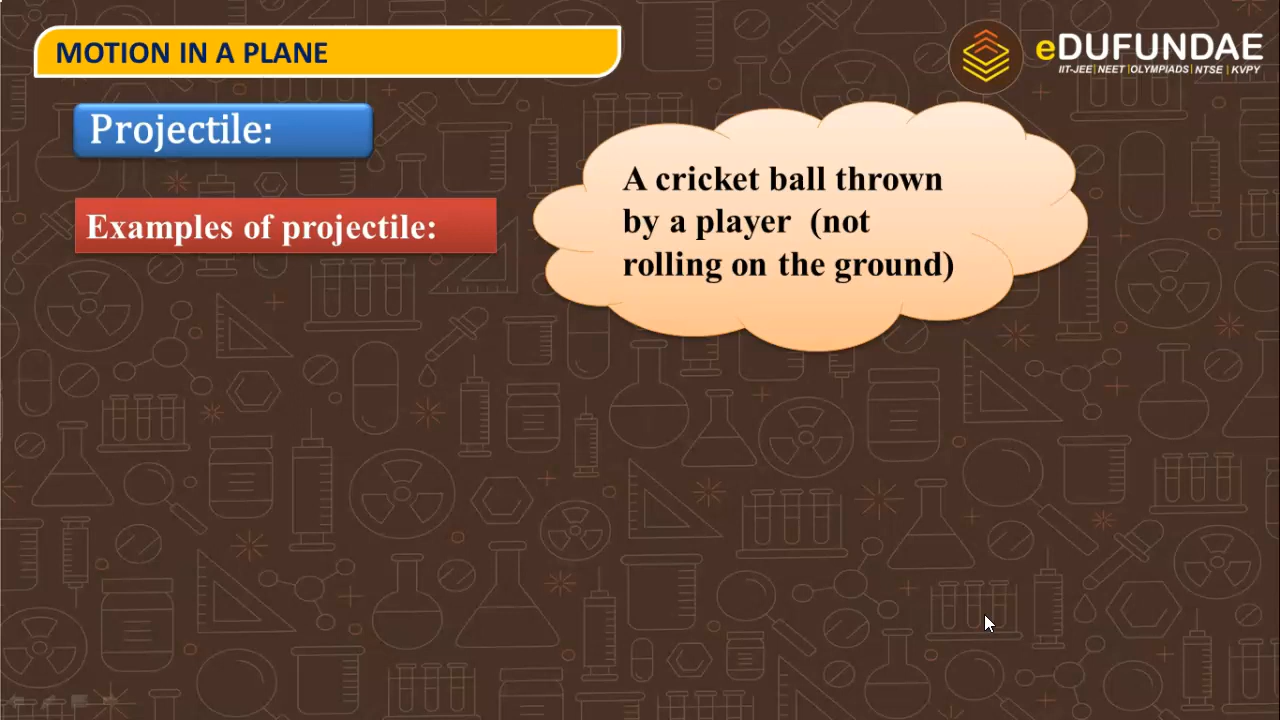 MOTION IN A PLANE
eDUFUNDAE
IIT-JEE|NEET|OLYMPIADS|NTSE|KVPY
Projectile:
Examples of projectile:
A cricket ball thrown
by a player (not
rolling on the ground)